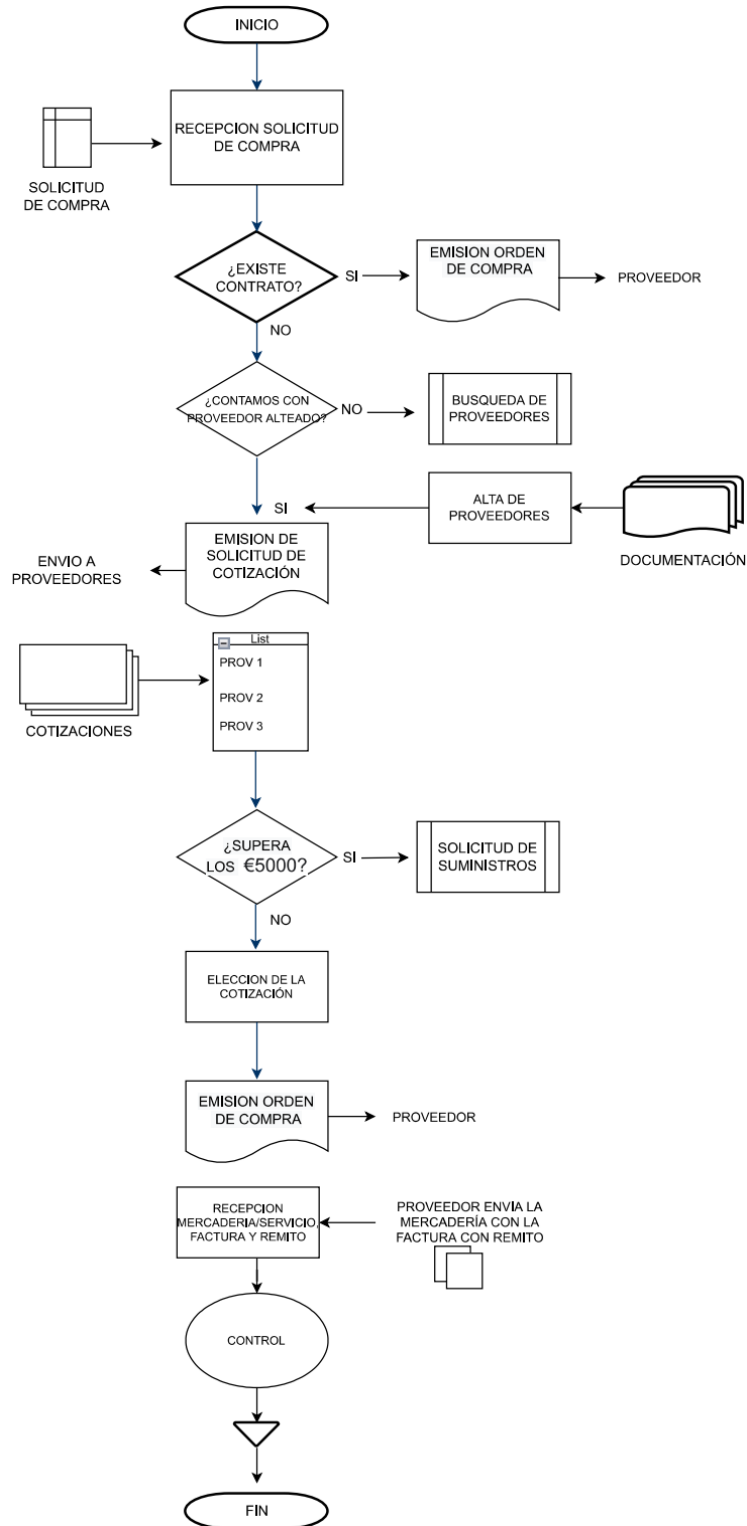 INICIO
RECEPCION SOLICITUD
DE COMPRA
SOLICITUD
DE COMPRA
¿EXISTE
CONTRATO?
SI
EMISION ORDEN
DE COMPRA
PROVEEDOR
NO
¿CONTAMOS CON
PROVEEDOR ALTEADO?
NO
BUSQUEDA DE
PROVEEDORES
SI
ALTA DE
PROVEEDORES
DOCUMENTACIÓN
EMISION DE
SOLICITUD DE
COTIZACIÓN
ENVIO A
PROVEEDORES
List
PROV 1
PROV 2
PROV 3
COTIZACIONES
¿SUPERA
LOS €5000?
SI
SOLICITUD DE
SUMINISTROS
NO
ELECCION DE LA
COTIZACIÓN
EMISION ORDEN
DE COMPRA
PROVEEDOR
RECEPCION
MERCADERIA/SERVICIO,
FACTURA Y REMITO
PROVEEDOR ENVIA LA
MERCADERÍA CON LA
FACTURA CON REMITO
CONTROL
FIN